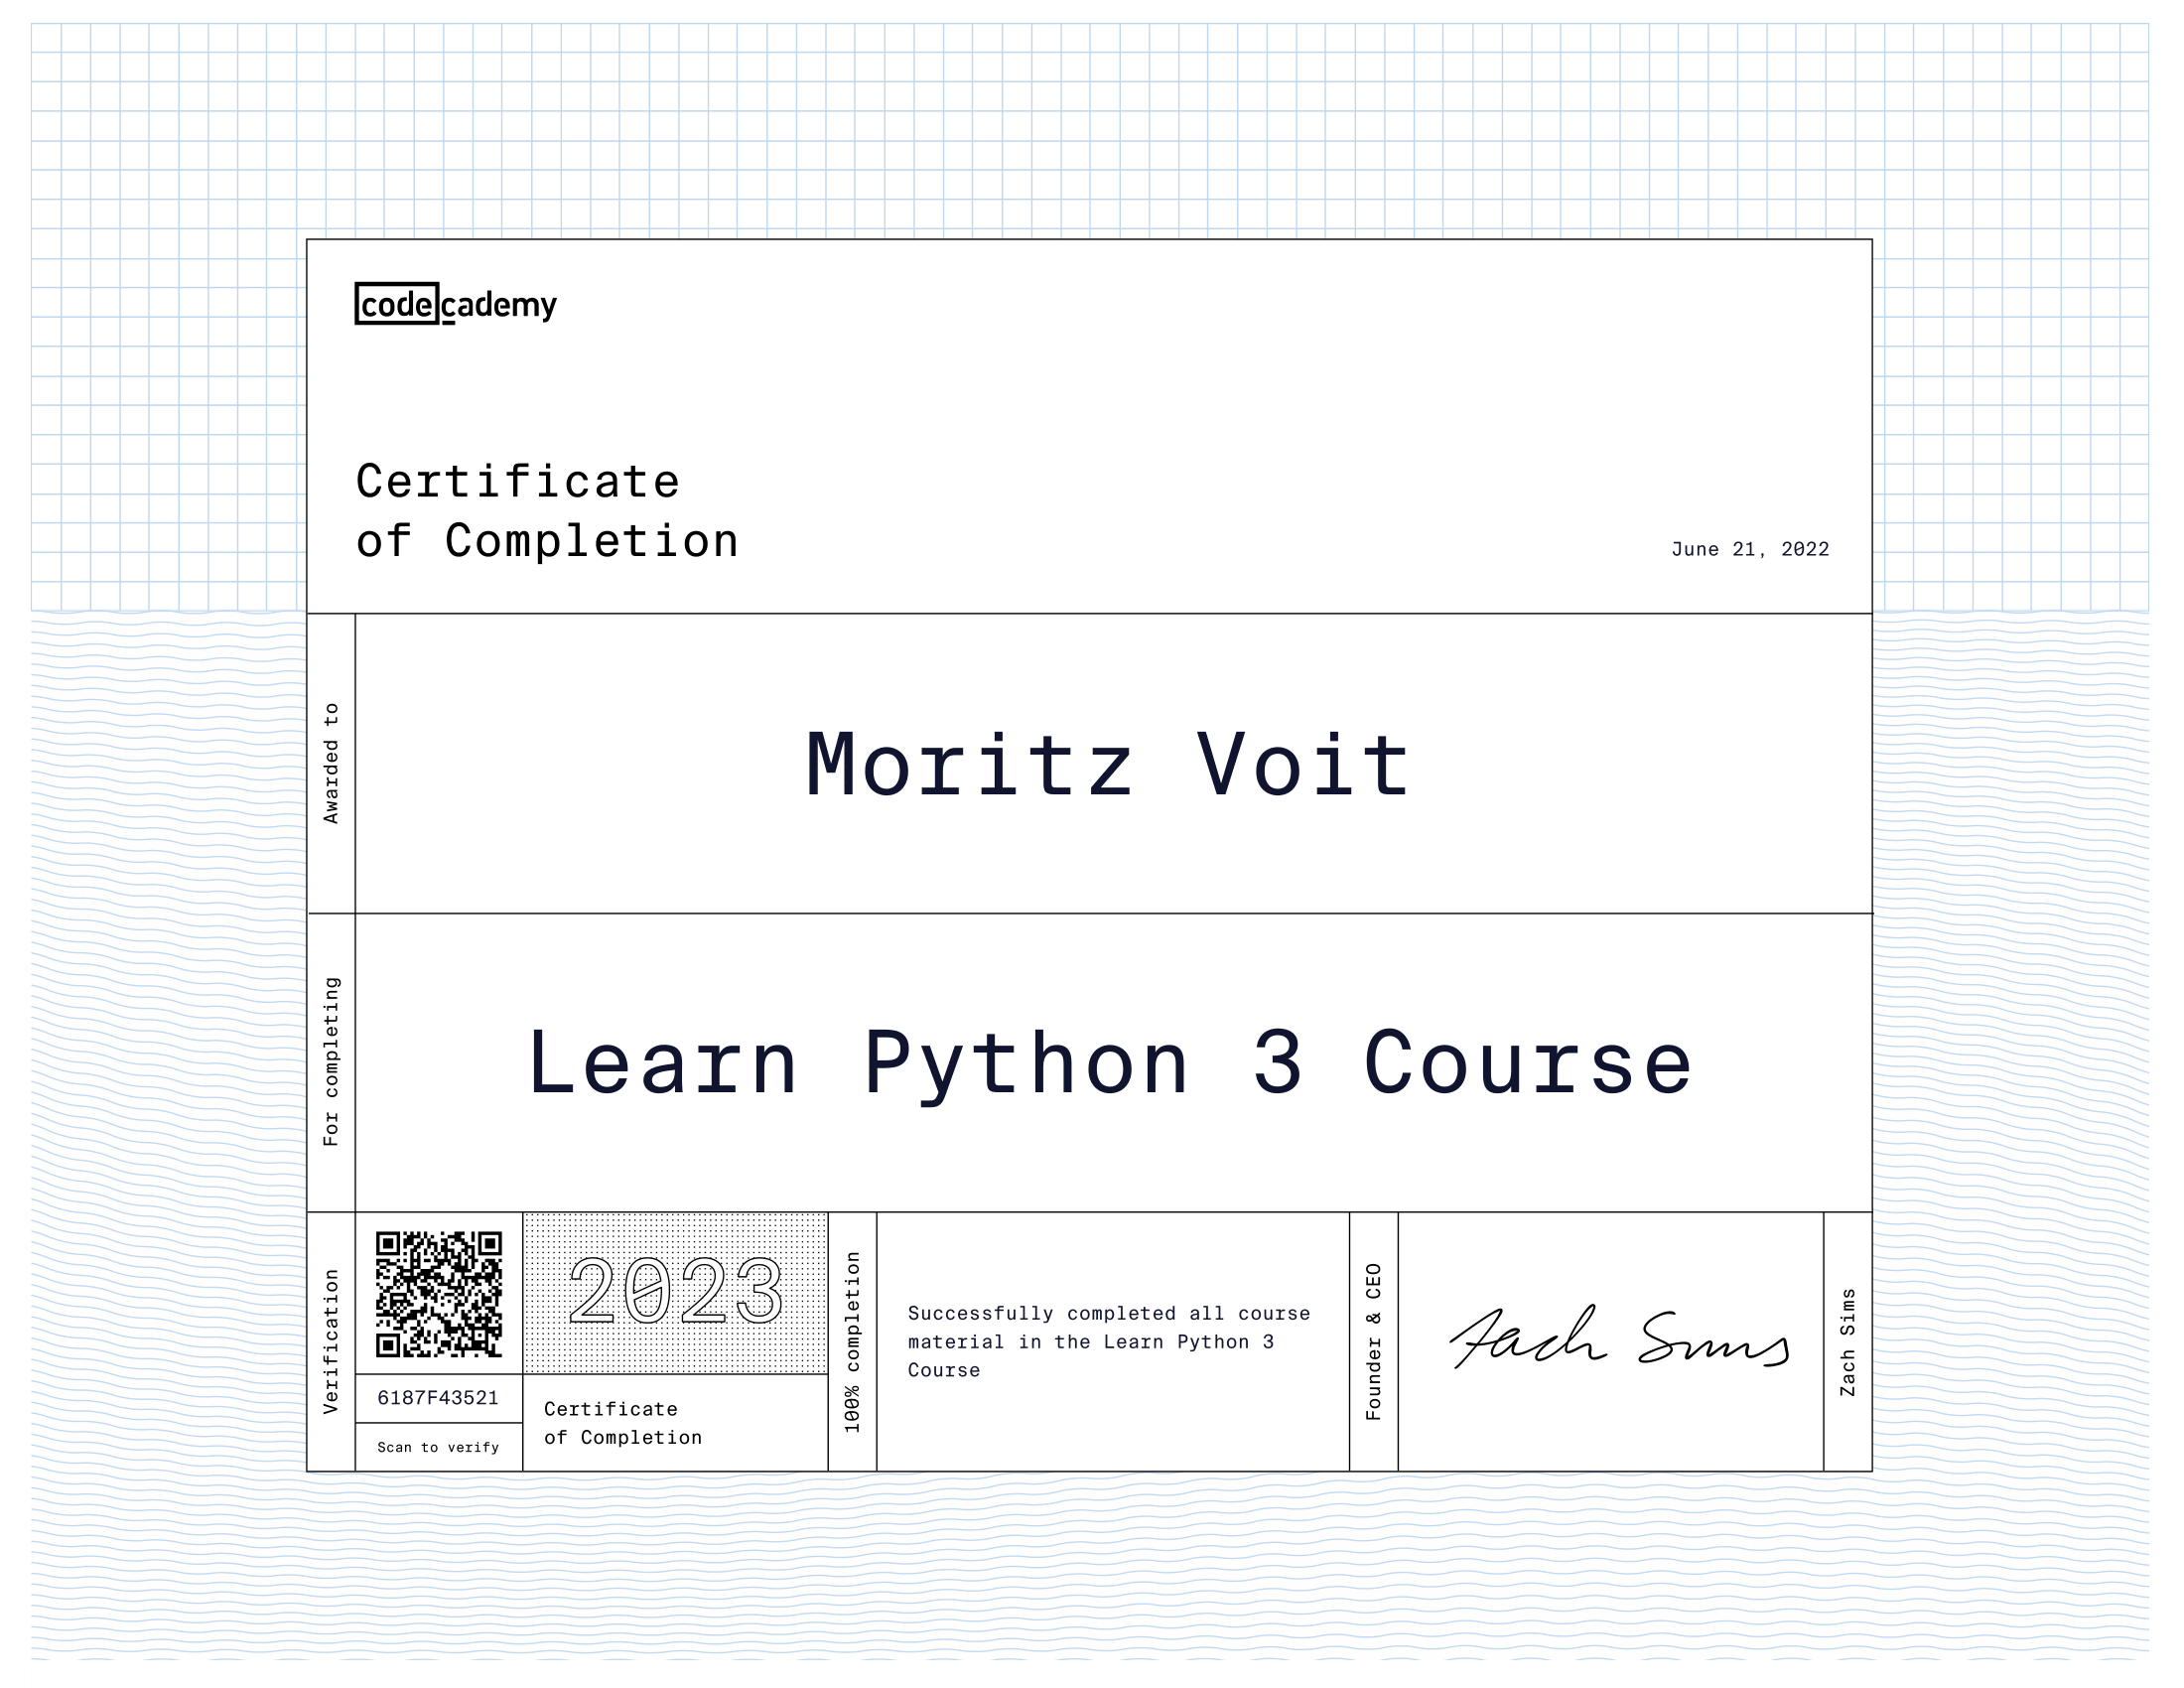 codecademy
Certificate
of Completion
June 21, 2022
Awarded to
Moritz Voit
For completing
Learn Python 3 Course
Verification
6187F43521
Scan to verify
2023
Certificate
of Completion
100% completion
Successfully completed all course
material in the Learn Python 3
Course
Founder & CEO
Zach Sims
Zach Sims